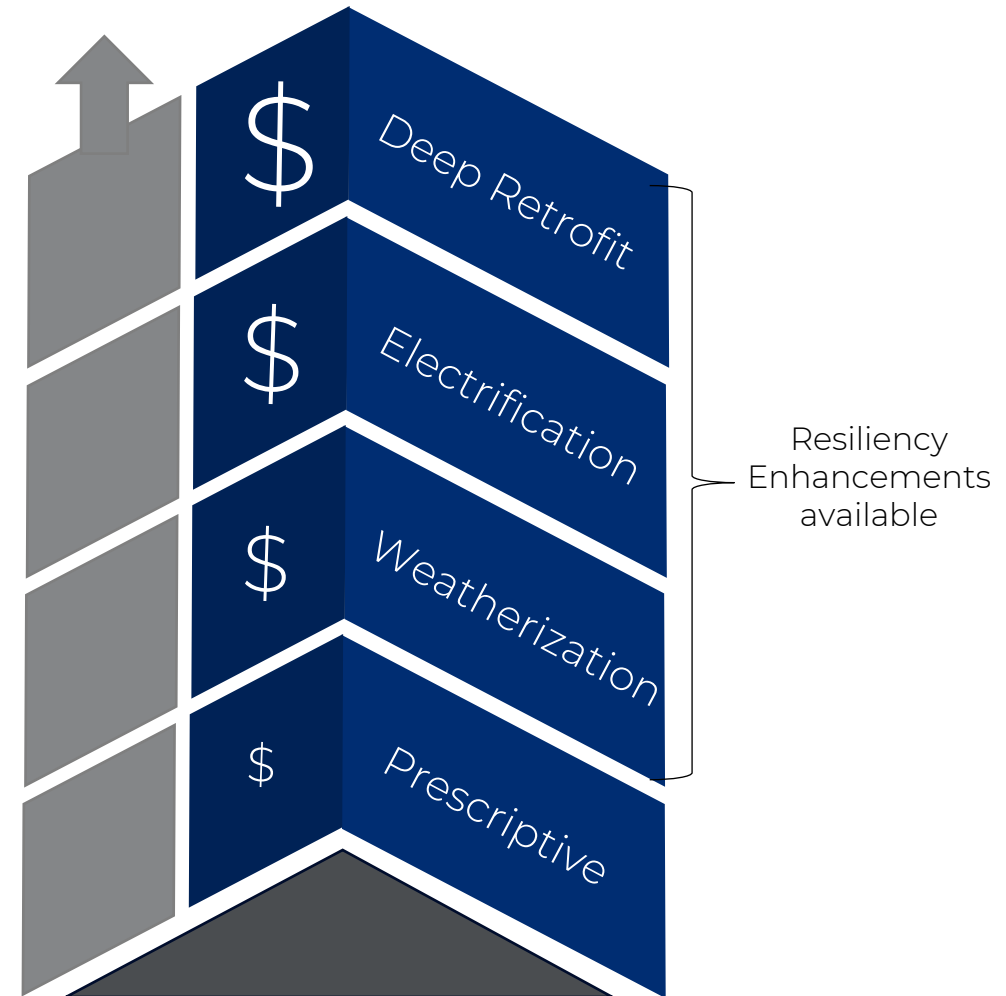 $
Deep Retrofit
$
Electrification
$
Weatherization
$
Prescriptive
Resiliency
Enhancements
available